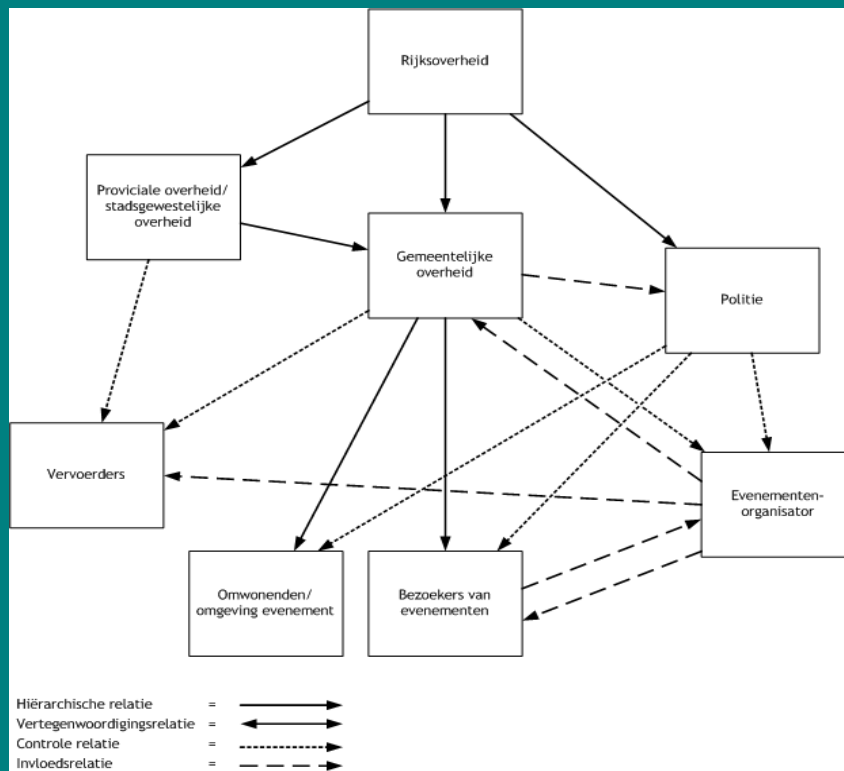 Rijksoverheid
Proviciale overheid/
stadsgewestelijke
overheid
Gemeentelijke
overheid
Politie
Vervoerders
Evenementen-
organisator
Omwonenden/
omgeving evenement
Bezoekers van
evenementen
Hiërarchische relatie =
Vertegenwoordigingsrelatie =
Controle relatie =
Invloedsrelatie =